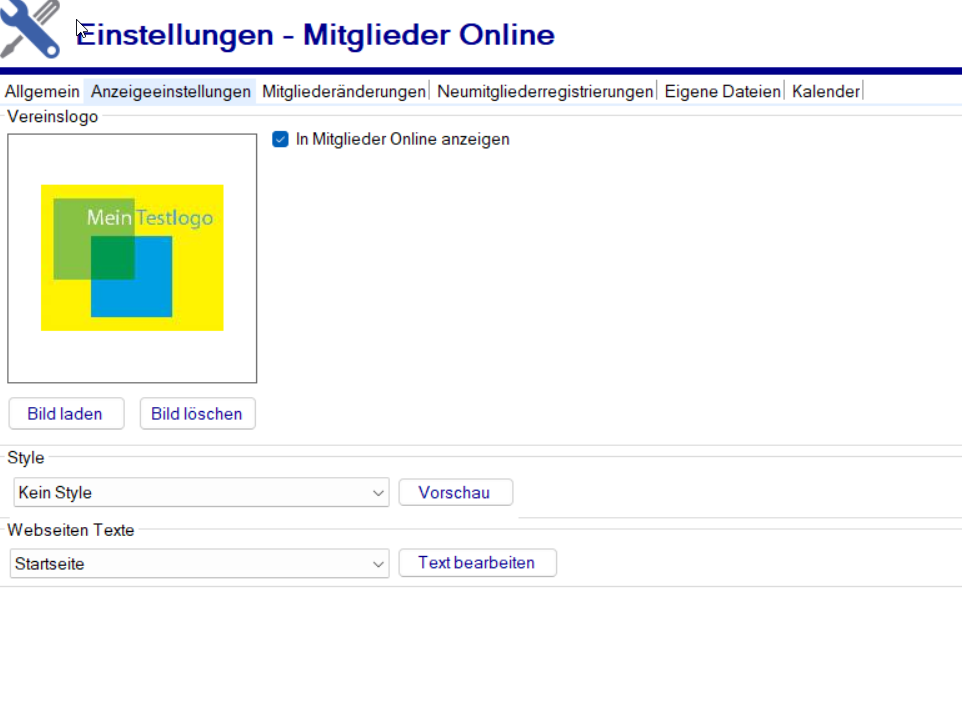 Einstellungen - Mitglieder Online
Allgemein Anzeigeeinstellungen Mitgliederänderungen Neumitgliederregistrierungen Eigene Dateien Kalender
Vereinslogo
In Mitglieder Online anzeigen
Mein Testlogo
Bild laden Bild löschen
Style
Kein Style Vorschau
Webseiten Texte
Startseite Text bearbeiten